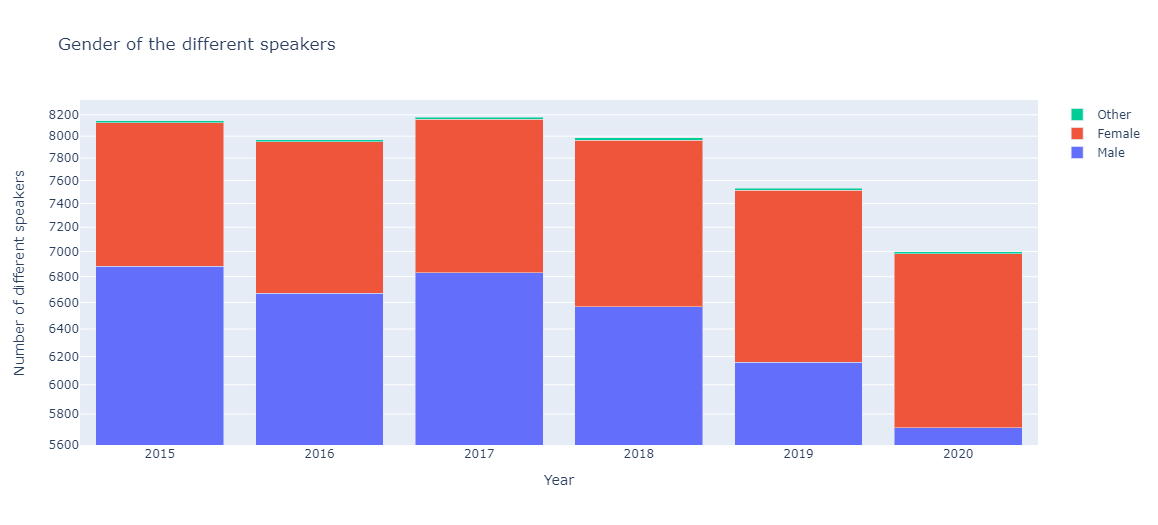 Gender of the different speakers
Number of different speakers
8200
8000
7800
7600
7400
7200
7000
6800
6600
6400
6200
6000
5800
5600
2015 2016 2017 2018 2019 2020
Year
Other
Female
Male